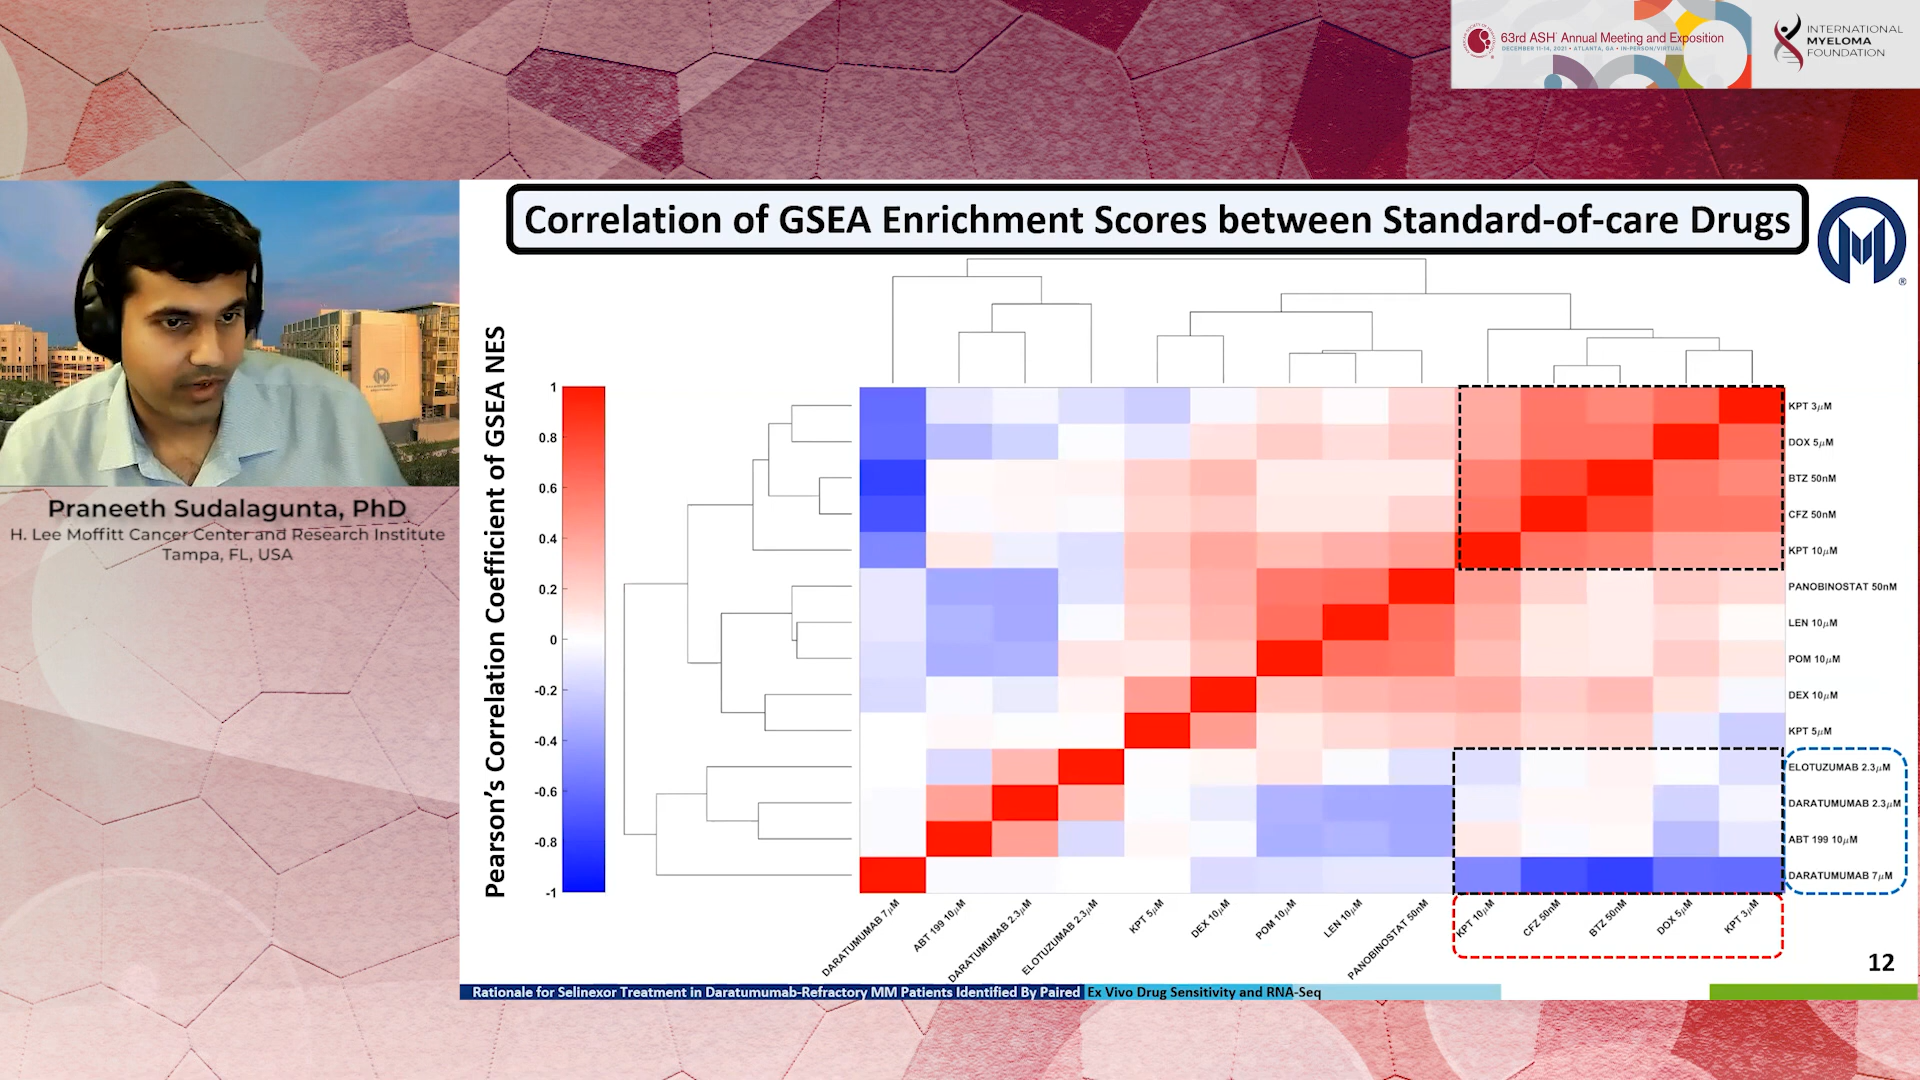 63rd ASH Annual Meeting and Exposition
DECEMBER 11-14, 2021 • ATLANTA, GA • IN-PERSON/VIRTUAL
INTERNATIONAL
MYELOMA
FOUNDATION
Correlation of GSEA Enrichment Scores between Standard-of-care Drugs
Praneeth Sudalagunta, PhD
H. Lee Moffitt Cancer Center and Research Institute
Tampa, FL, USA
Pearson's Correlation Coefficient of GSEA NES
1
0.8
0.6
0.4
0.2
0
-0.2
-0.4
-0.6
-0.8
-1
KPT 3μM
DOX 5μM
BTZ 50nM
CFZ 50nM
KPT 10μM
PANOBINOSTAT 50nM
LEN 10μM
POM 10μM
DEX 10μM
KPT 5μM
ELOTUZUMAB 2.3μM
DARATUMUMAB 2.3μM
ABT 199 10μM
DARATUMUMAB 7μM
DARATUMUMAB 7μM
ABT 199 10μM
DARATUMUMAB 2.3μM
ELOTUZUMAB 2.3μM
KPT 5μM
DEX 10μM
POM 10μM
LEN 10μM
PANOBINOSTAT 50nM
KPT 10μM
CFZ 50nM
BTZ 50nM
DOX 5μM
KPT 3μM
12
Rationale for Selinexor Treatment in Daratumumab-Refractory MM Patients Identified By Paired Ex Vivo Drug Sensitivity and RNA-Seq